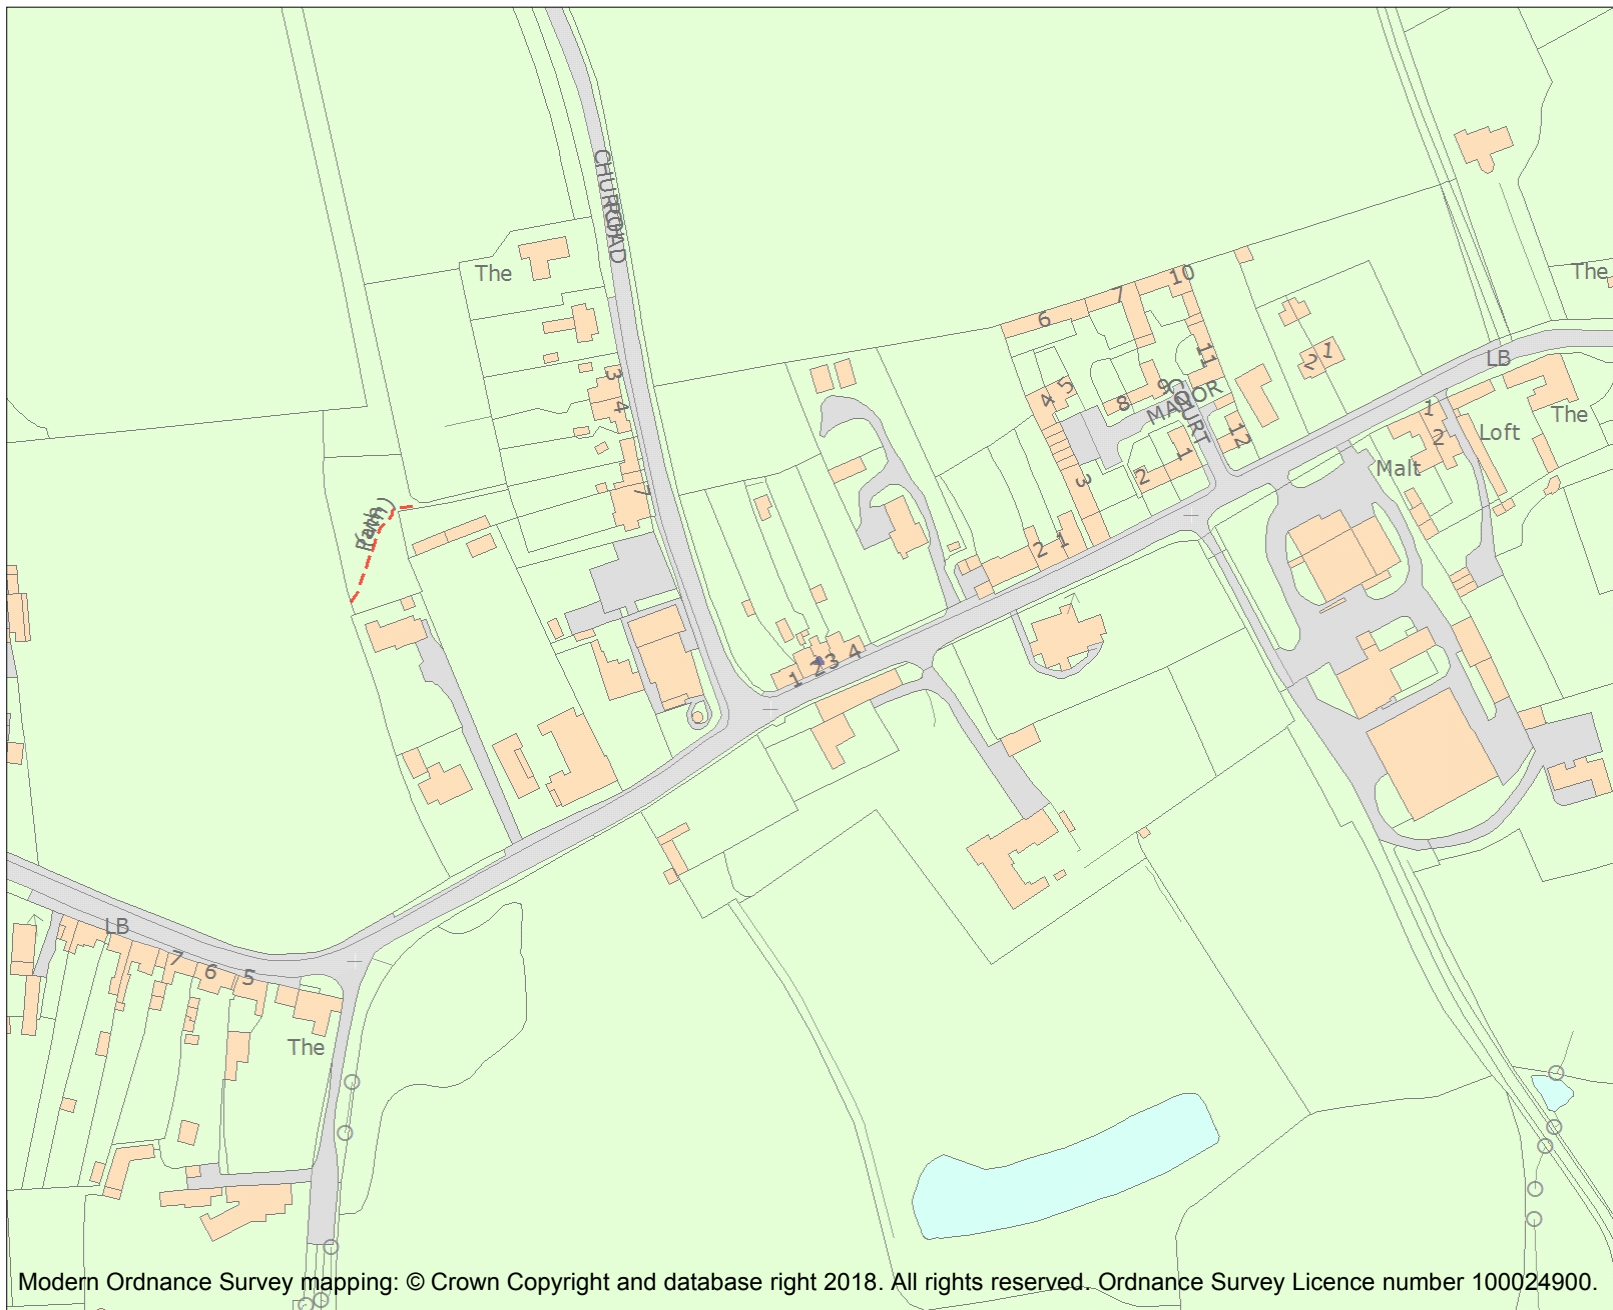 CHURCH
ROAD
The
3
4
7
(um)
Path
10
7
6
11
5
4
9
8
MANOR
COURT
12
1
2
3
2
1
1
2
LB
The
1
2
The
Loft
Malt
1
2
3
4
LB
7
6
5
The
Modern Ordnance Survey mapping: © Crown Copyright and database right 2018. All rights reserved. Ordnance Survey Licence number 100024900.